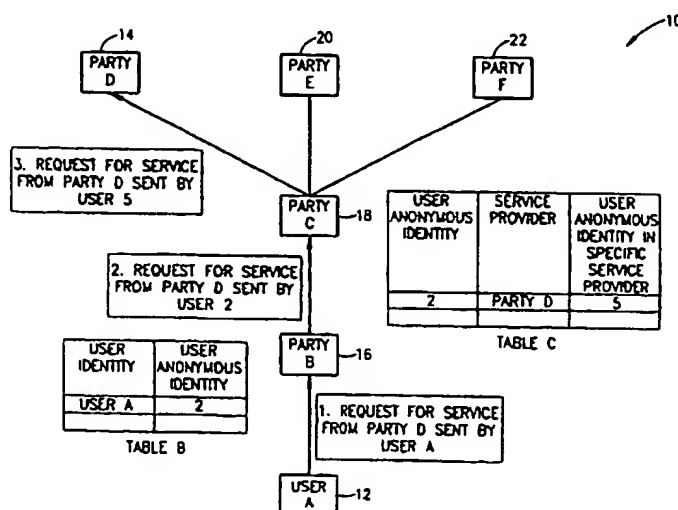 10
14
20
22
PARTY
D
PARTY
E
PARTY
F
3. REQUEST FOR SERVICE
FROM PARTY D SENT BY
USER 5
PARTY
C
18
USER
ANONYMOUS
IDENTITY
SERVICE
PROVIDER
USER
ANONYMOUS
IDENTITY IN
SPECIFIC
SERVICE
PROVIDER
2
PARTY D
5
TABLE C
2. REQUEST FOR SERVICE
FROM PARTY D SENT BY
USER 2
PARTY
B
16
USER
IDENTITY
USER
ANONYMOUS
IDENTITY
USER A
2
TABLE B
1. REQUEST FOR SERVICE
FROM PARTY D SENT BY
USER A
USER
A
12